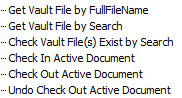 Get Vault File by FullFileName
Get Vault File by Search
Check Vault File(s) Exist by Search
Check In Active Document
Check Out Active Document
Undo Check Out Active Document